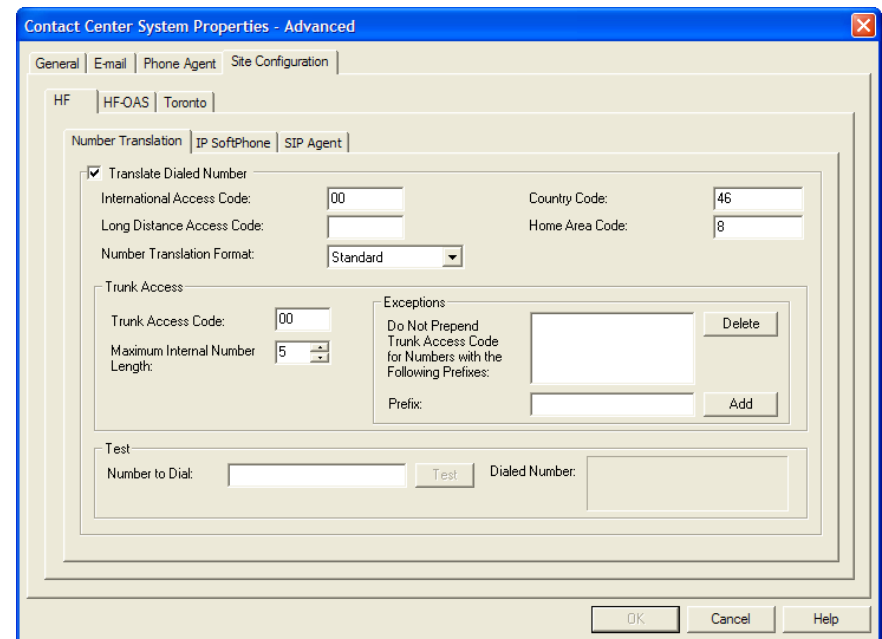 Contact Center System Properties - Advanced
General E-mail Phone Agent Site Configuration
HF HF-OAS Toronto
Number Translation IP SoftPhone SIP Agent
Translate Dialed Number
International Access Code: 00 Country Code: 46
Long Distance Access Code: Home Area Code: 8
Number Translation Format: Standard
Trunk Access
Trunk Access Code: 00
Maximum Internal Number
Length:
5
Exceptions
Do Not Prepend
Trunk Access Code
for Numbers with the
Following Prefixes:
Delete
Prefix: Add
Test
Number to Dial: Test Dialed Number:
OK Cancel Help